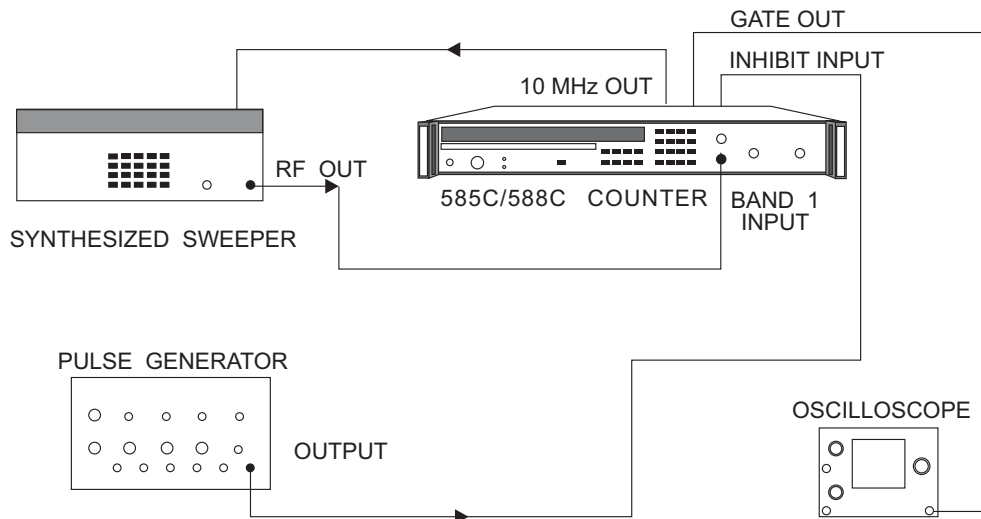 GATE OUT
INHIBIT INPUT
10 MHz OUT
RF OUT
585C/588C COUNTER
BAND 1
INPUT
SYNTHESIZED SWEEPER
PULSE GENERATOR
OUTPUT
OSCILLOSCOPE